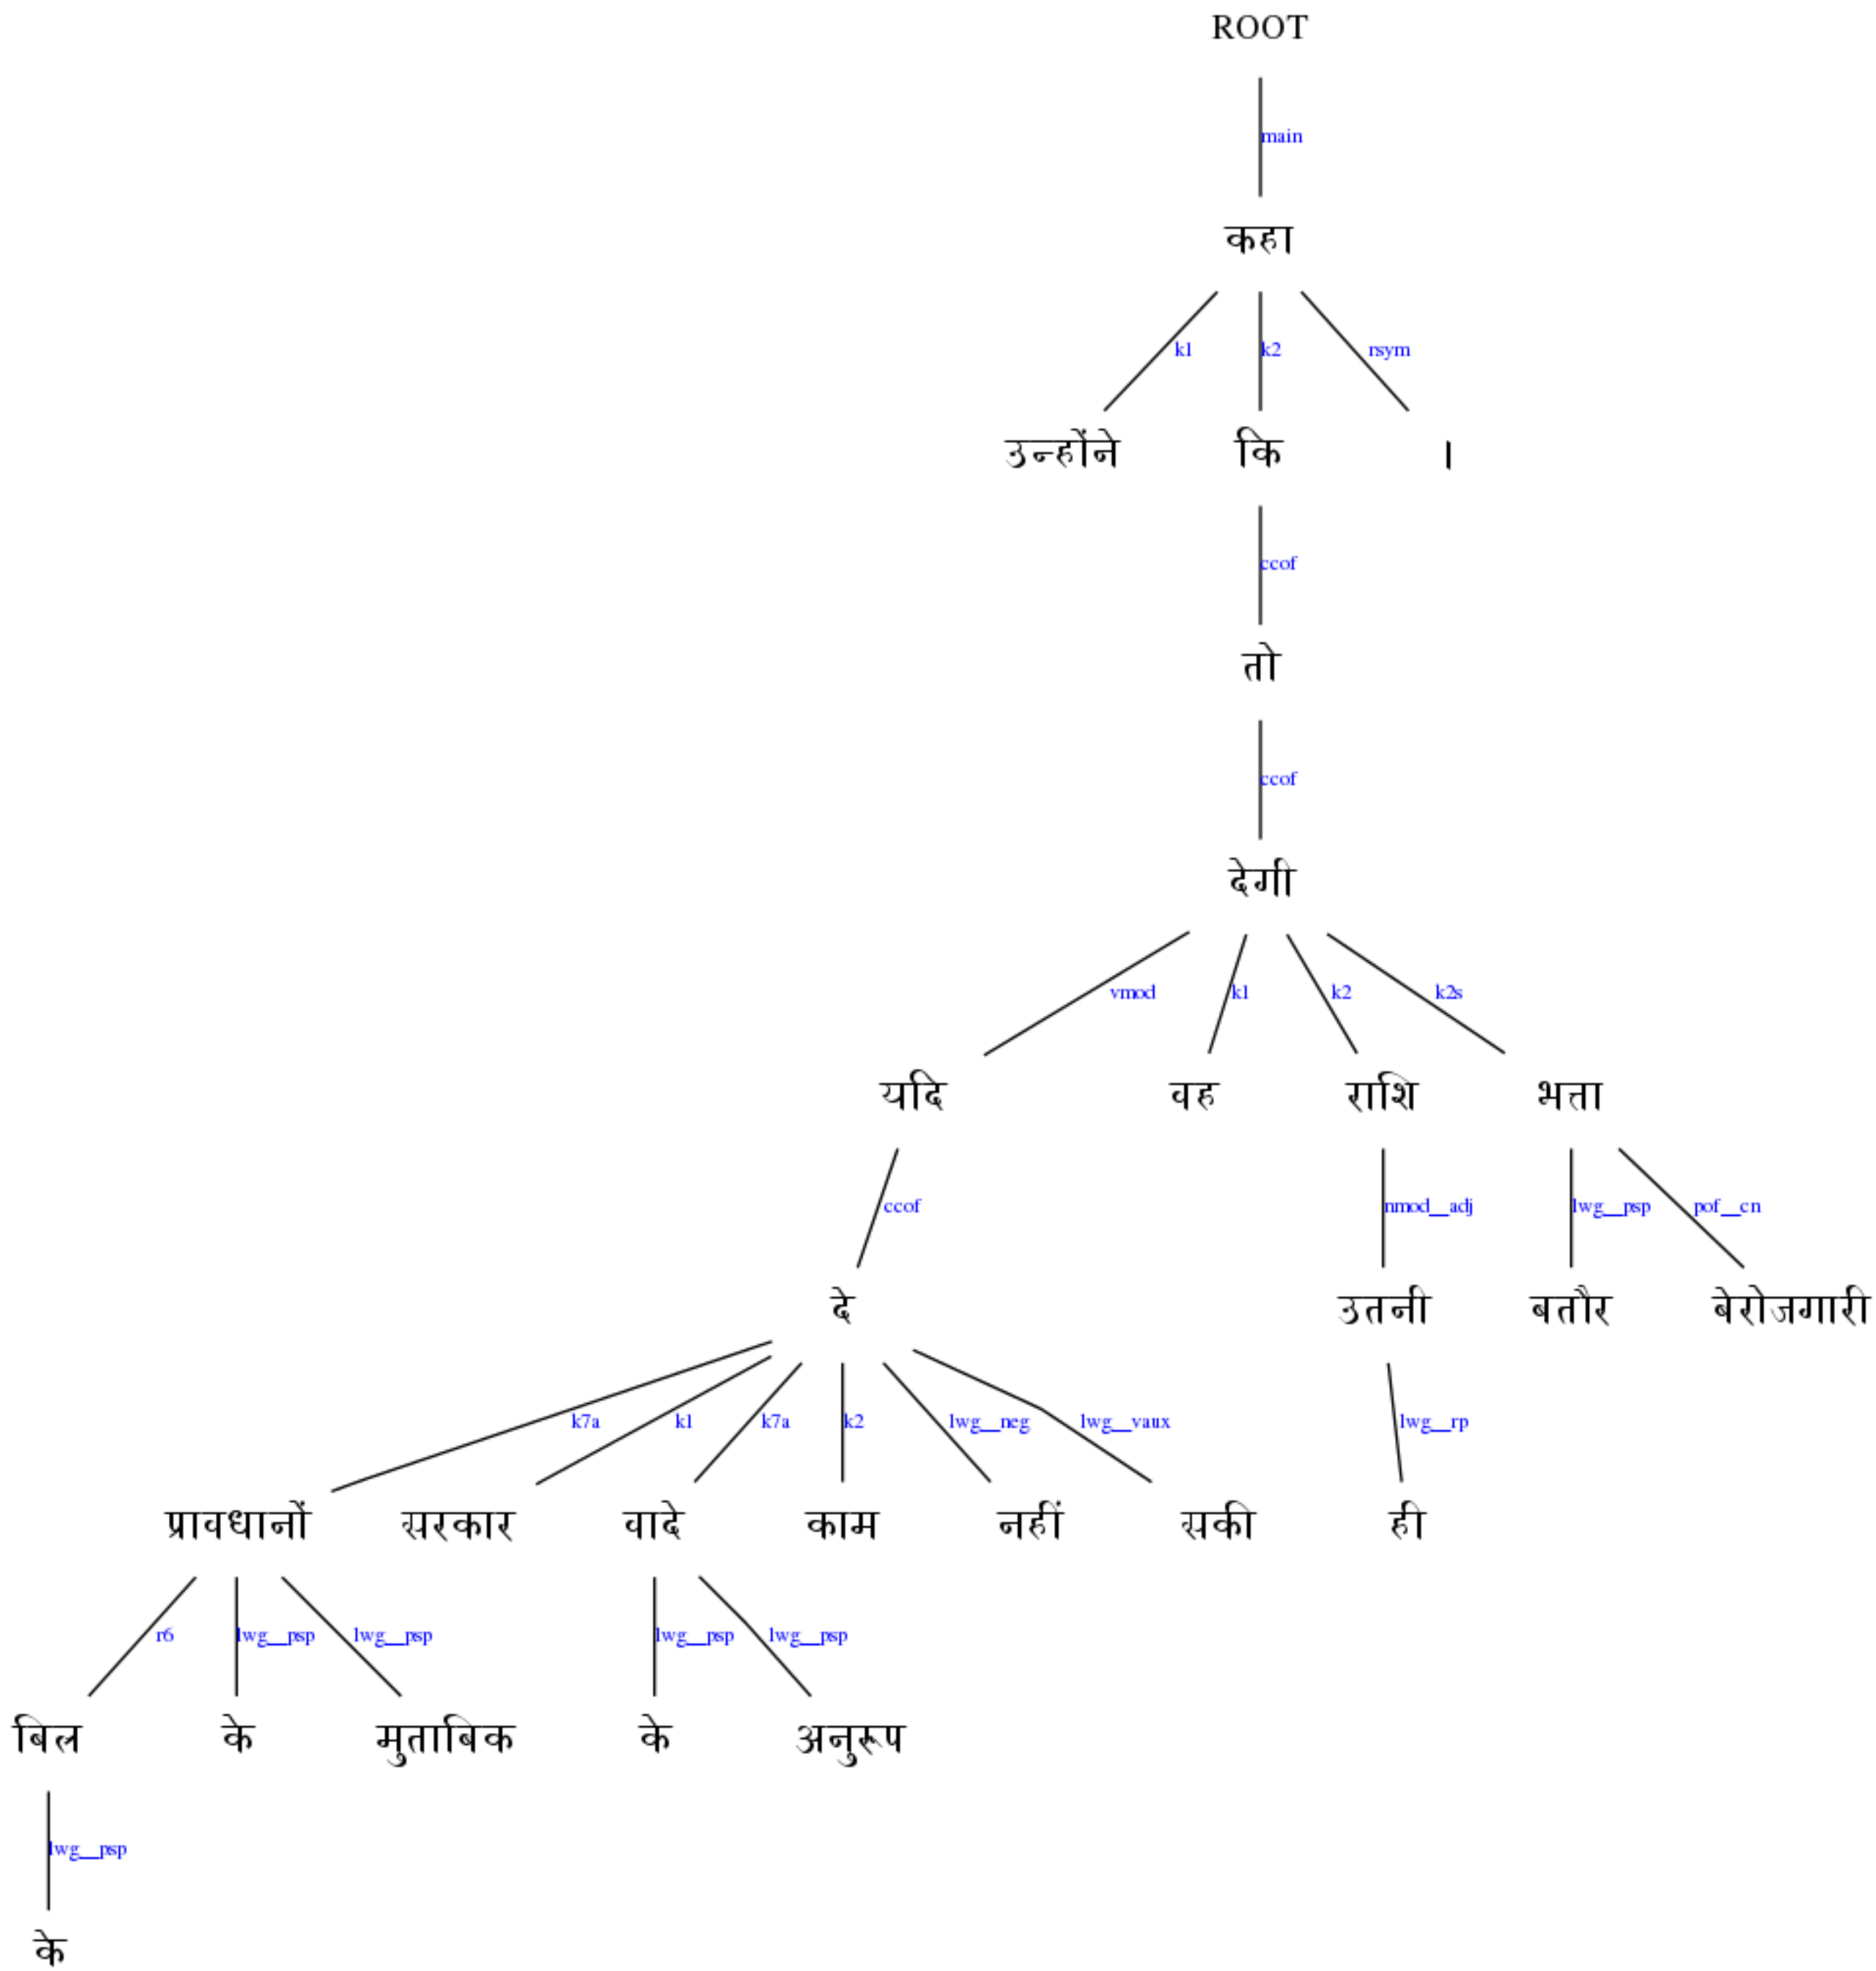 ROOT
main
कहा
k1 k2 rsym
उन्होंने कि ।
ccof
तो
ccof
देगी
vmod k1 k2 k2s
यदि वह राशि भत्ता
ccof nmod__adj lwg__psp pof__cn
दे उतनी बतौर बेरोजगारी
k7a k1 k7a k2 lwg__neg lwg__vaux lwg__rp
प्रावधानों सरकार वादे काम नहीं सकी ही
r6 lwg__psp lwg__psp lwg__psp lwg__psp
बिल के मुताबिक के अनुरूप
lwg__psp
के